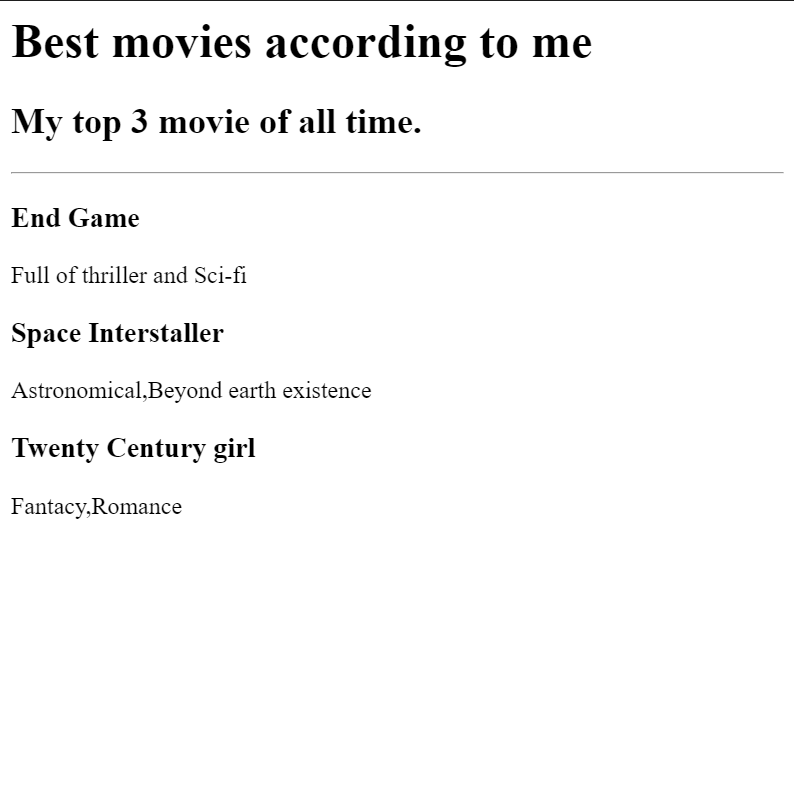 Best movies according to me
My top 3 movie of all time.
End Game
Full of thriller and Sci-fi
Space Interstaller
Astronomical,Beyond earth existence
Twenty Century girl
Fantacy,Romance